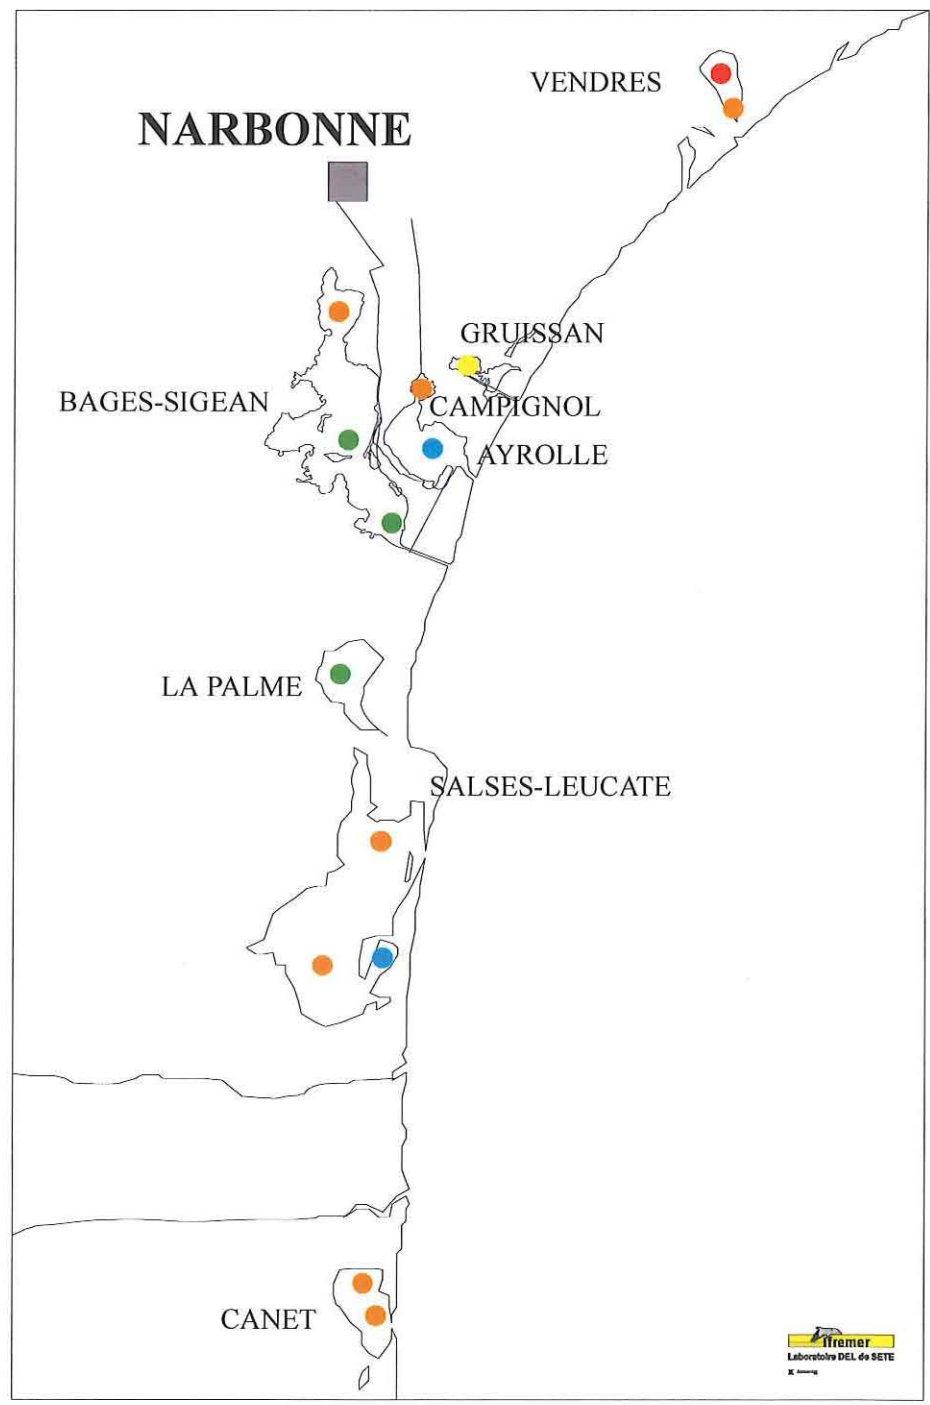 VENDRES
NARBONNE
GRUISSAN
BAGES-SIGEAN
CAMPIGNOL
AYROLLE
LA PALME
SALSES-LEUCATE
CANET
Ifremer
Laboratoire DEL de SETE